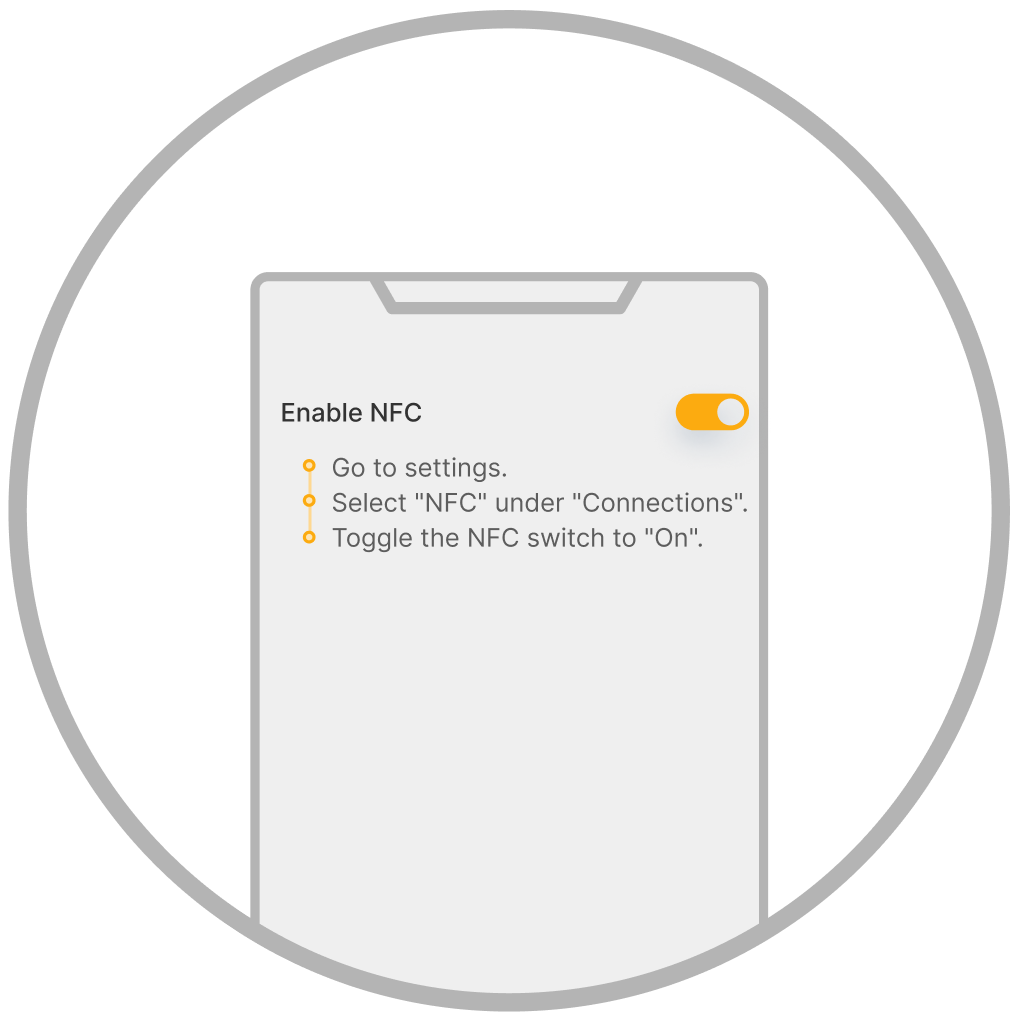 Enable NFC
Go to settings.
Select "NFC" under "Connections".
Toggle the NFC switch to "On".